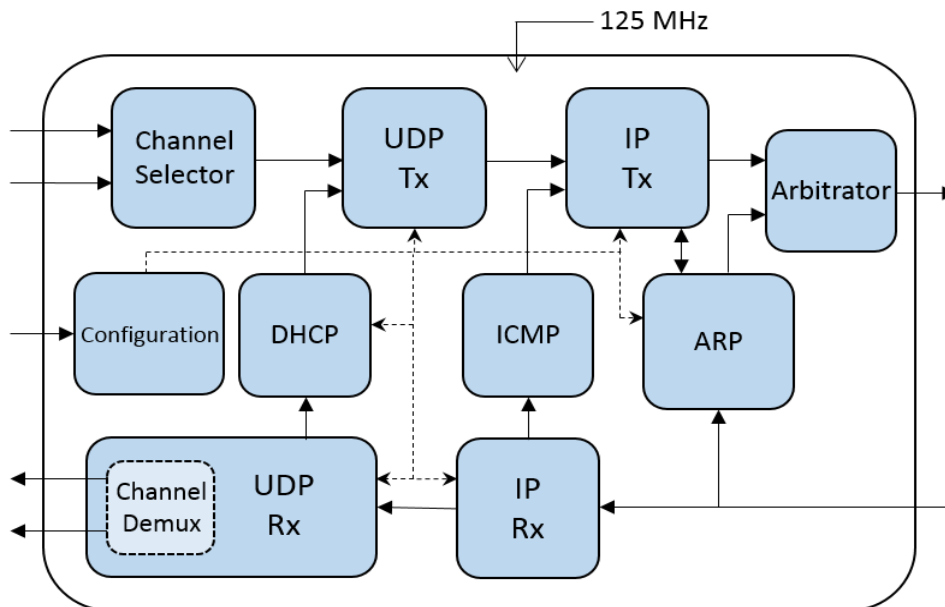 125 MHz
Channel
Selector
UDP
Tx
IP
Tx
Arbitrator
Configuration
DHCP
ICMP
ARP
Channel
Demux
UDP
Rx
IP
Rx